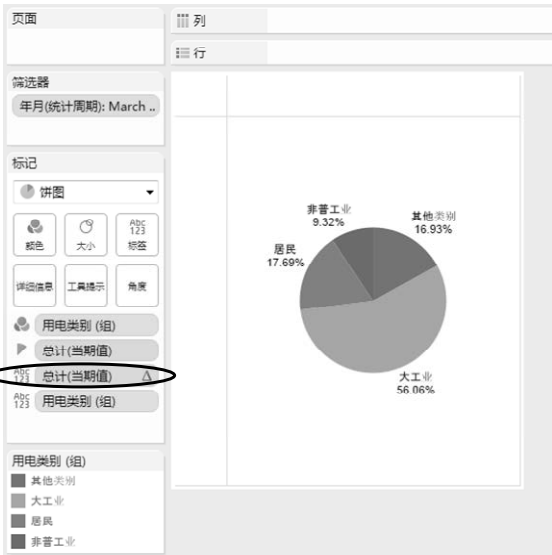 页面
列
行
筛选器
年月(统计周期): March ..
标记
饼图
颜色
大小
Abc
123
标签
详细信息
工具提示
角度
用电类别 (组)
总计(当期值)
Abc
123
总计(当期值) Δ
Abc
123
用电类别 (组)
用电类别 (组)
其他类别
大工业
居民
非普工业
非普工业
9.32%
其他类别
16.93%
居民
17.69%
大工业
56.06%